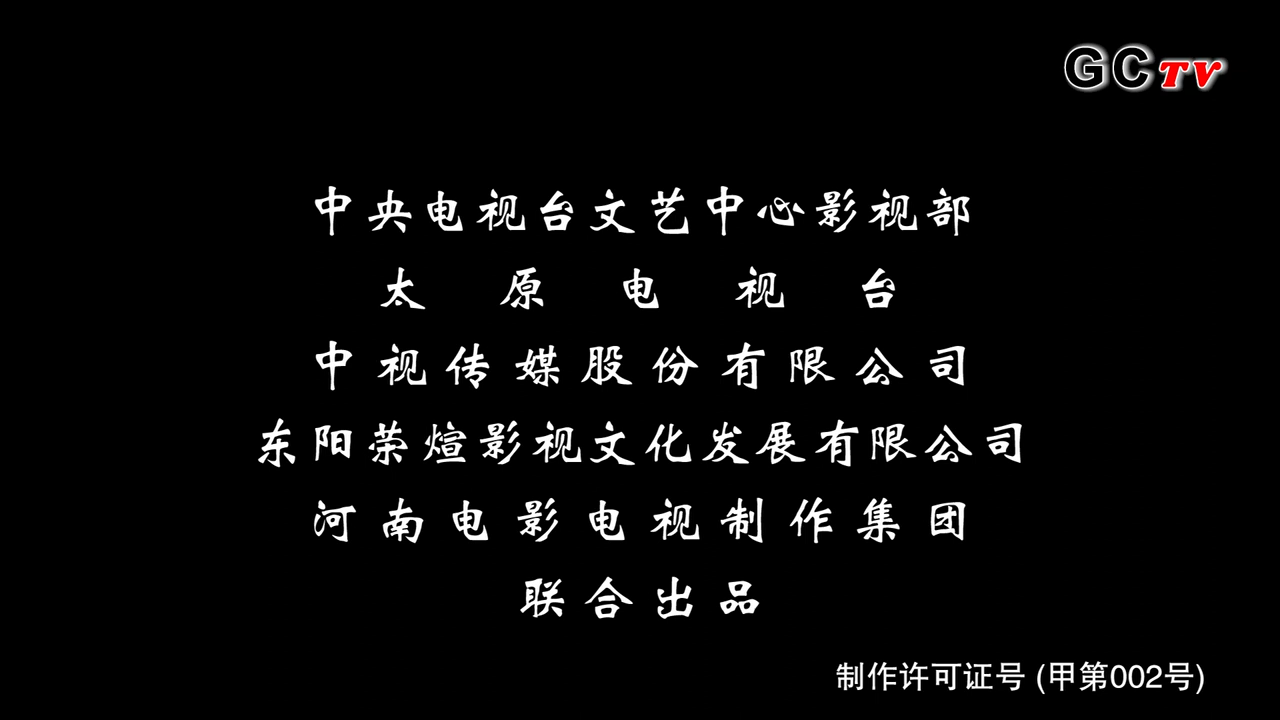 GCTV
中央电视台文艺中心影视部
太原电视台
中视传媒股份有限公司
东阳荣煊影视文化发展有限公司
河南电影电视制作集团
联合出品
制作许可证号 (甲第002号)